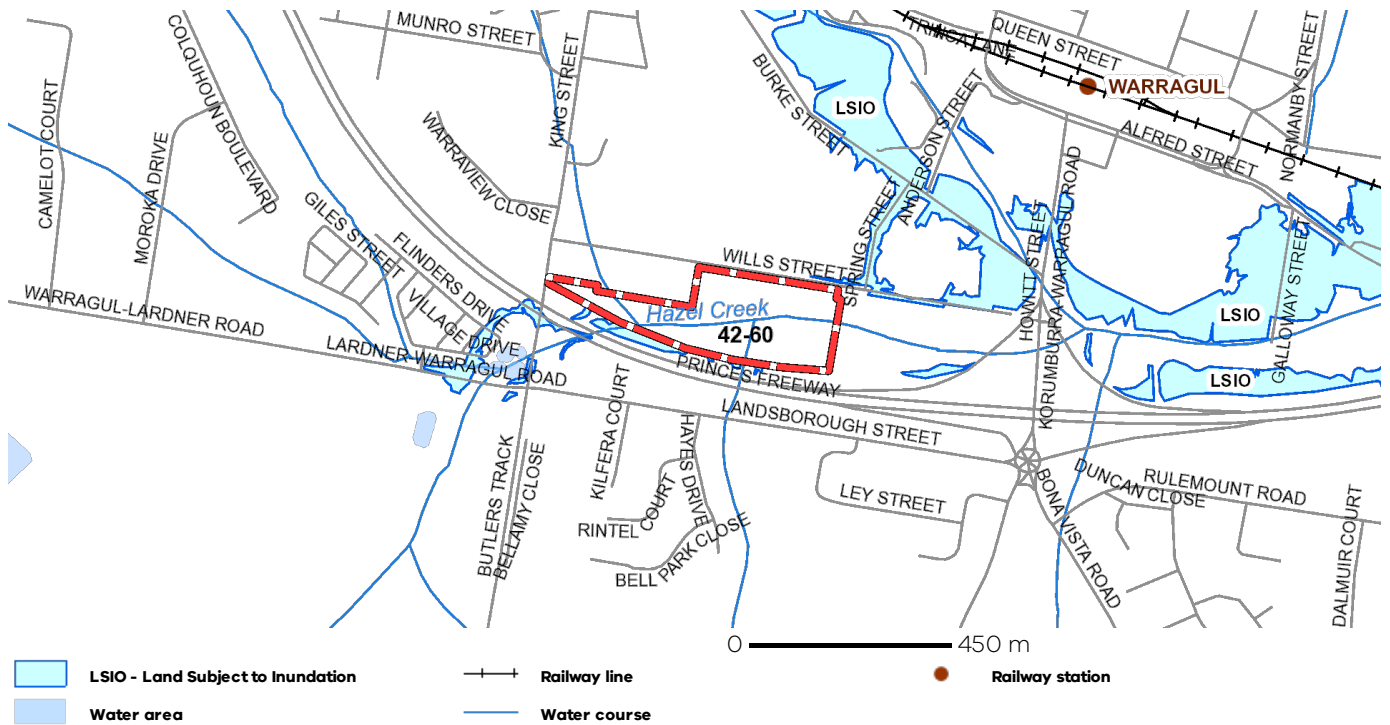 MUNRO STREET
QUEEN STREET
TRINCA LANE
COLQUHOUN BOULEVARD
KING STREET
BURKE STREET
WARRAGUL
NORMANBY STREET
LSIO
CAMELOT COURT
MOROKA DRIVE
WARRAVIEW CLOSE
ANDERSON STREET
ALFRED STREET
GILES STREET
FLINDERS DRIVE
SPRING STREET
KORUMBURRA-WARRAGUL ROAD
HOWITT STREET
GALLOWAY STREET
WILLS STREET
WARRAGUL-LARDNER ROAD
VILLAGE
DRIVE
Hazel Creek
42-60
LSIO
LARDNER-WARRAGUL ROAD
PRINCES FREEWAY
LSIO
LANDSBOROUGH STREET
KILFERA COURT
HAYES DRIVE
BUTLERS TRACK
BELLAMY CLOSE
LEY STREET
DUNCAN CLOSE
RULEMOUNT ROAD
RINTEL
COURT
BONA VISTA ROAD
DALMUIR COURT
BELL
PARK CLOSE
0 450 m
LSIO - Land Subject to Inundation
Railway line
Railway station
Water area
Water course